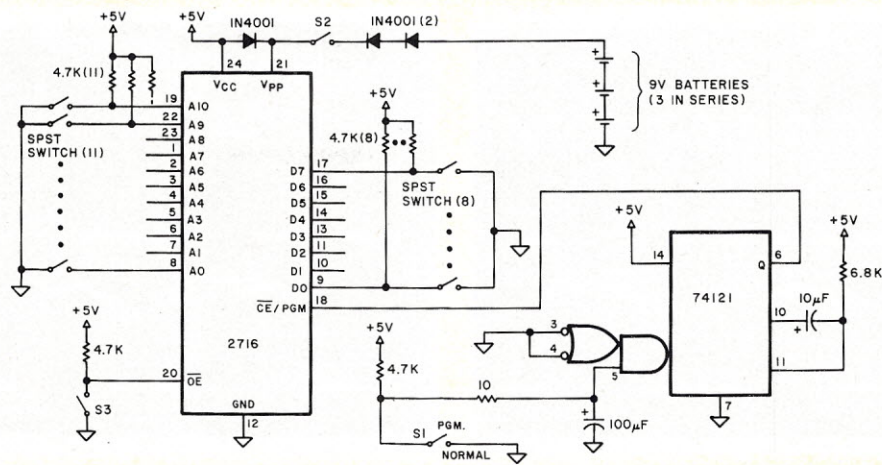 +5V
+5V
1N4001
S2
1N4001(2)
+
+
+
9V BATTERIES
(3 IN SERIES)
24
21
VCC
VPP
4.7K(11)
SPST
SWITCH (11)
19 A10
22 A9
23 A8
1 A7
2 A6
3 A5
4 A4
5 A3
6 A2
7 A1
8 A0
+5V
4.7K(8)
D7 17
D6 16
D5 15
D4 14
D3 13
D2 11
D1 10
D0 9
SPST
SWITCH (8)
CE/PGM 18
2716
+5V
4.7K
20 OE
S3
GND
12
+5V
4.7K
10
S1
PGM.
NORMAL
+
100µF
3
4
5
+5V
14
Q 6
74121
10
11
7
+5V
6.8K
10µF
+